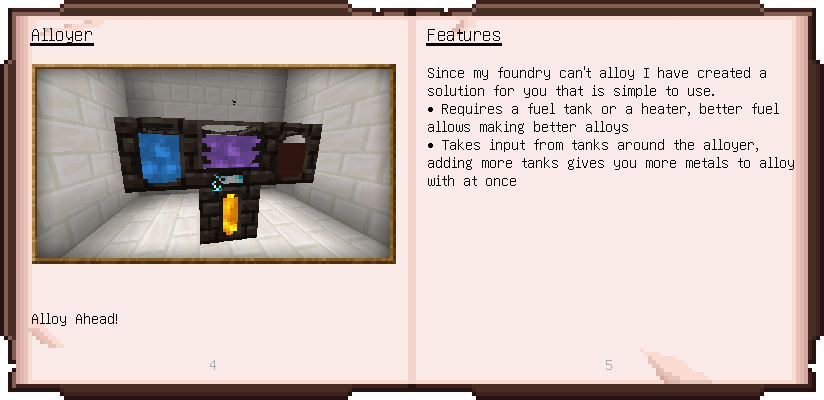 Alloyer
Alloy Ahead!
4
Features
Since my foundry can't alloy I have created a
solution for you that is simple to use.
• Requires a fuel tank or a heater, better fuel
allows making better alloys
• Takes input from tanks around the alloyer,
adding more tanks gives you more metals to alloy
with at once
5